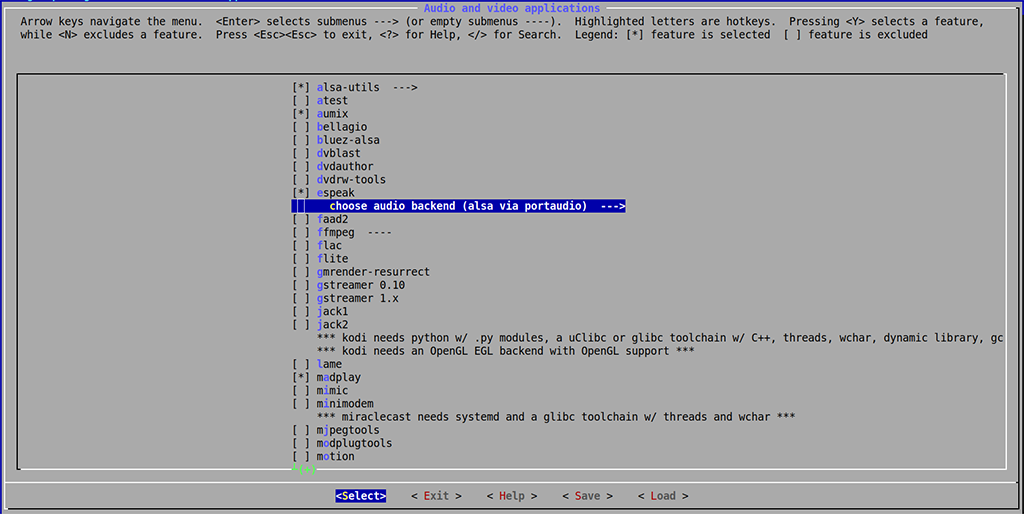 Audio and video applications
Arrow keys navigate the menu.  <Enter> selects submenus ---> (or empty submenus ----).  Highlighted letters are hotkeys.  Pressing <Y> selects a feature,
while <N> excludes a feature.  Press <Esc><Esc> to exit, <?> for Help, </> for Search.  Legend: [*] feature is selected  [ ] feature is excluded
[*] alsa-utils  --->
[ ] atest
[*] aumix
[ ] bellagio
[ ] bluez-alsa
[ ] dvblast
[ ] dvdauthor
[ ] dvdrw-tools
[*] espeak
choose audio backend (alsa via portaudio)  --->
[ ] faad2
[ ] ffmpeg  ----
[ ] flac
[ ] flite
[ ] gmrender-resurrect
[ ] gstreamer 0.10
[ ] gstreamer 1.x
[ ] jack1
[ ] jack2
*** kodi needs python w/ .py modules, a uClibc or glibc toolchain w/ C++, threads, wchar, dynamic library, gc
*** kodi needs an OpenGL EGL backend with OpenGL support ***
[ ] lame
[*] madplay
[ ] mimic
[ ] minimodem
*** miraclecast needs systemd and a glibc toolchain w/ threads and wchar ***
[ ] mjpegtools
[ ] modplugtools
[ ] motion
<Select>    < Exit >    < Help >    < Save >    < Load >